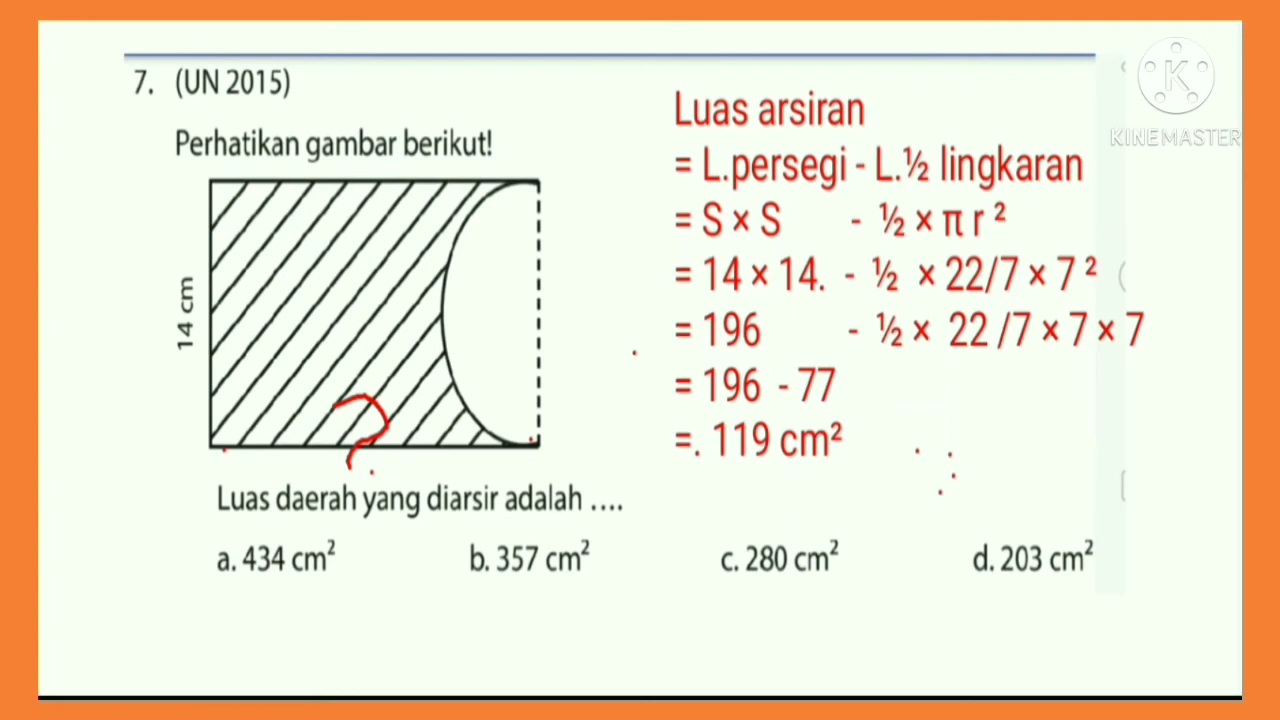 7. (UN 2015)
Perhatikan gambar berikut!
14 cm
Luas daerah yang diarsir adalah ....
a. 434 cm²
b. 357 cm²
c. 280 cm²
d. 203 cm²
Luas arsiran
= L.persegi - L.½ lingkaran
= S × S - ½ × π r ²
= 14 × 14. - ½ × 22/7 × 7 ²
= 196 - ½ × 22 /7 × 7 × 7
= 196 - 77
=. 119 cm²
?
K
KINEMASTER